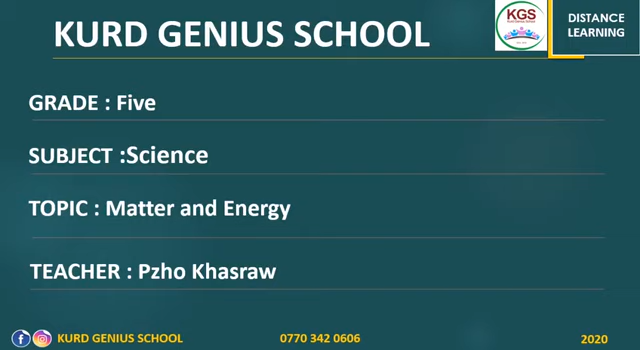 KURD GENIUS SCHOOL
KGS
DISTANCE
LEARNING
GRADE : Five
SUBJECT :Science
TOPIC : Matter and Energy
TEACHER : Pzho Khasraw
KURD GENIUS SCHOOL
0770 342 0606
2020